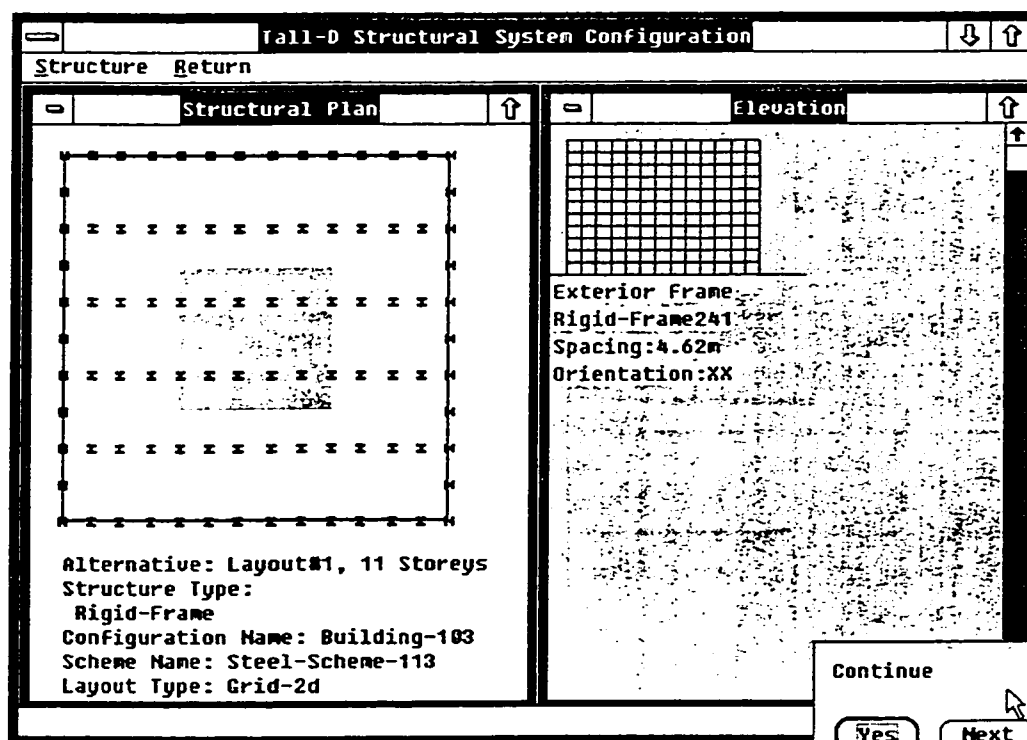 Tall-D Structural System Configuration
Structure Return
Structural Plan
Elevation
Exterior Frame
Rigid-Frame241
Spacing:4.62m
Orientation:XX
Alternative: Layout#1, 11 Storeys
Structure Type:
Rigid-Frame
Configuration Name: Building-103
Scheme Name: Steel-Scheme-113
Layout Type: Grid-2d
Continue
Yes
Next